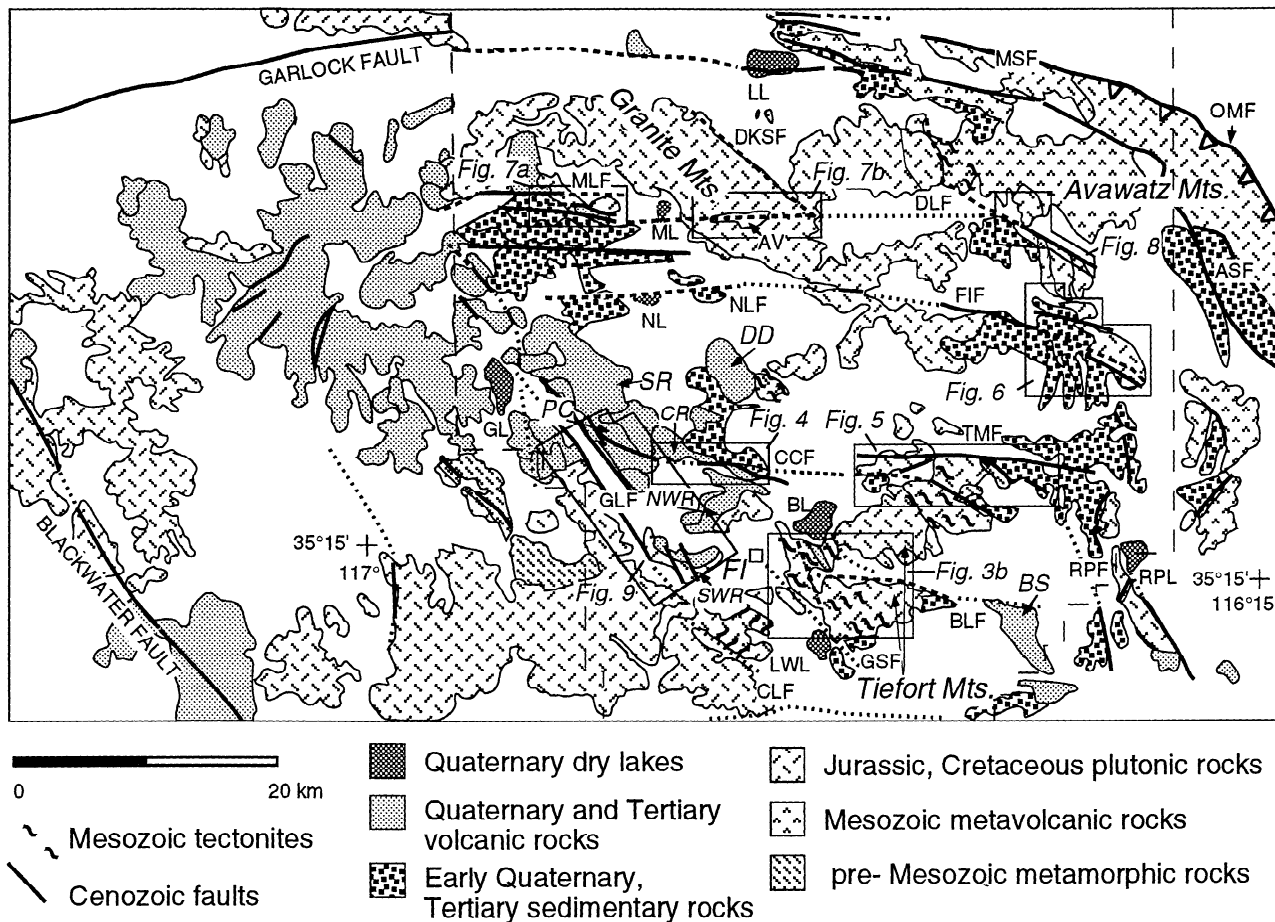 GARLOCK FAULT
LL
DKSF
MSF
OMF
Granite Mts.
Fig. 7a
MLF
Fig. 7b
Avawatz Mts.
ML
AV
DLF
Fig. 8
ASF
NL
NLF
FIF
DD
SR
Fig. 6
PC
CR
Fig. 4
Fig. 5
TMF
GL
CCF
GLF
NWR
BL
BLACKWATER FAULT
35°15'
117°
Fig. 9
SWR
FI
Fig. 3b
BS
RPF
RPL
35°15'
116°15
BLF
LWL
GSF
CLF
Tiefort Mts.
0
20 km
Mesozoic tectonites
Cenozoic faults
Quaternary dry lakes
Quaternary and Tertiary
volcanic rocks
Early Quaternary,
Tertiary sedimentary rocks
Jurassic, Cretaceous plutonic rocks
Mesozoic metavolcanic rocks
pre- Mesozoic metamorphic rocks